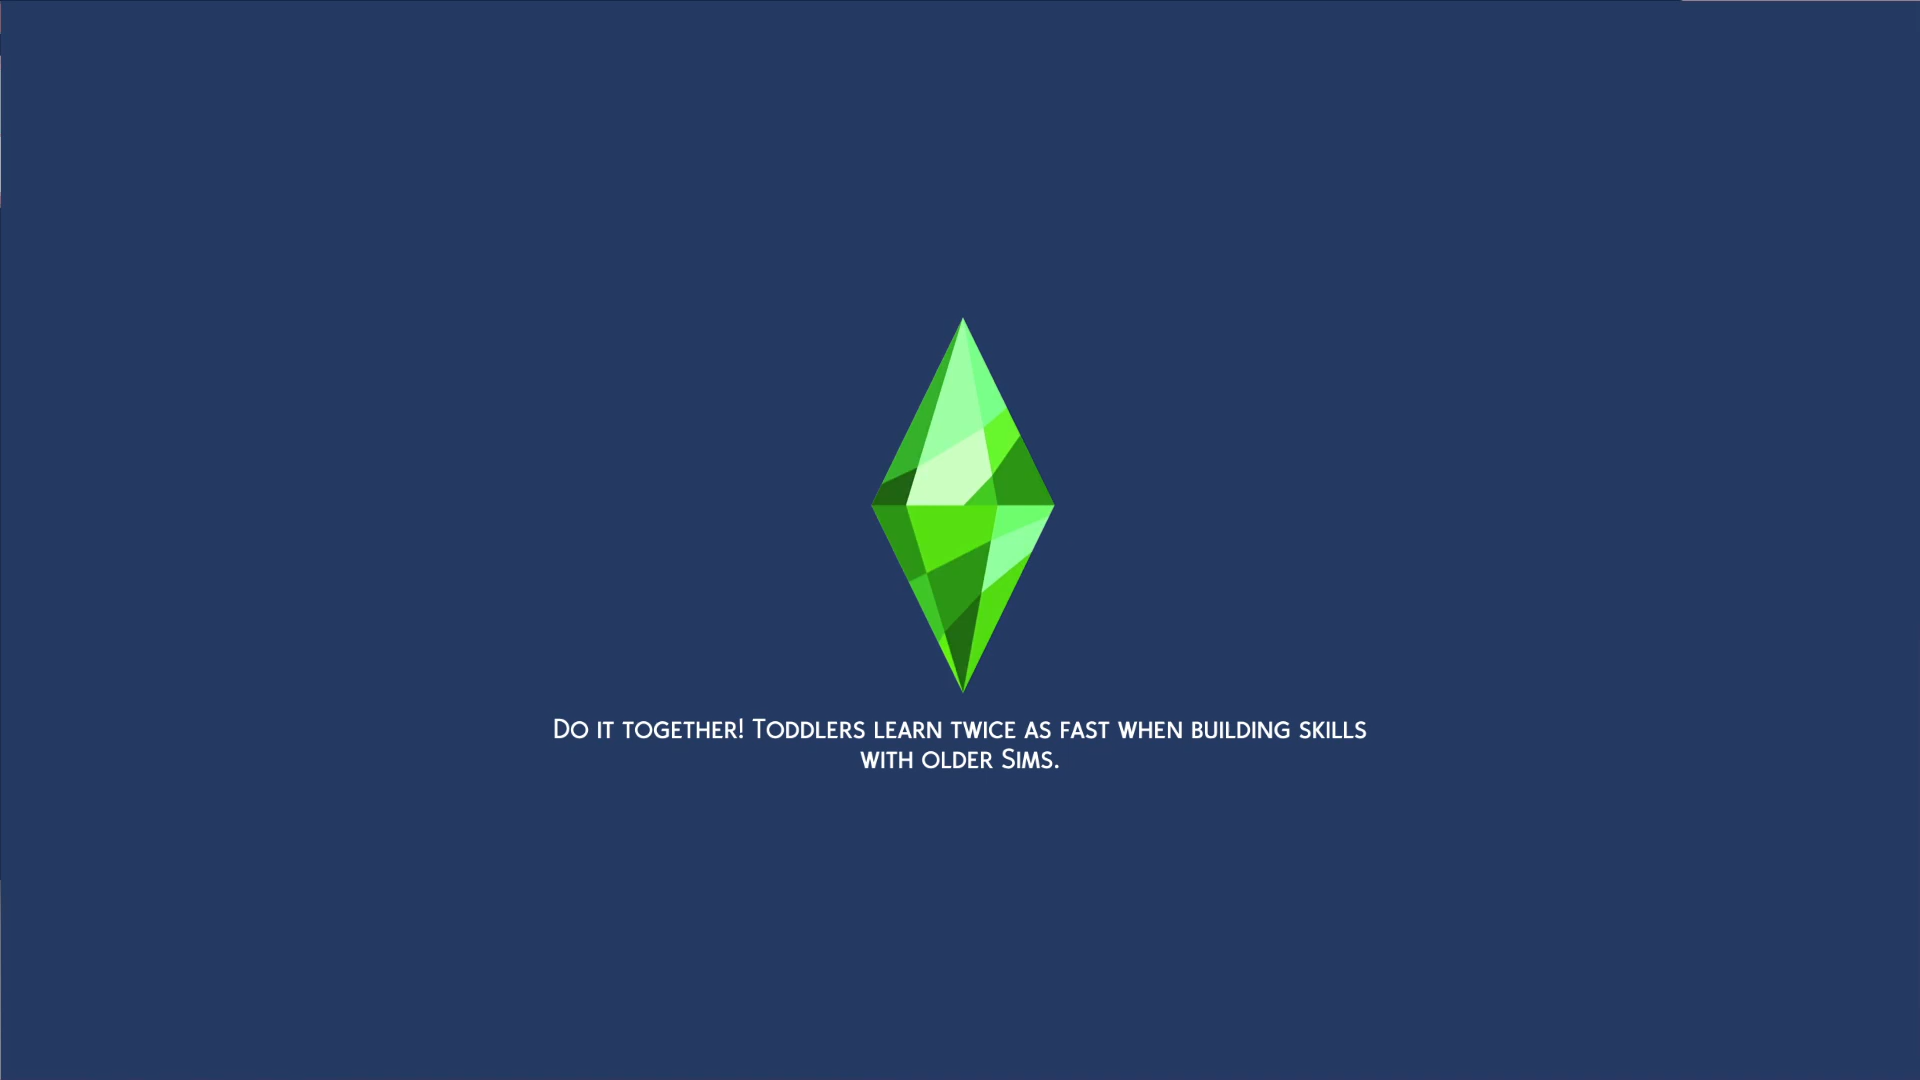 Do it together! Toddlers learn twice as fast when building skills
with older Sims.